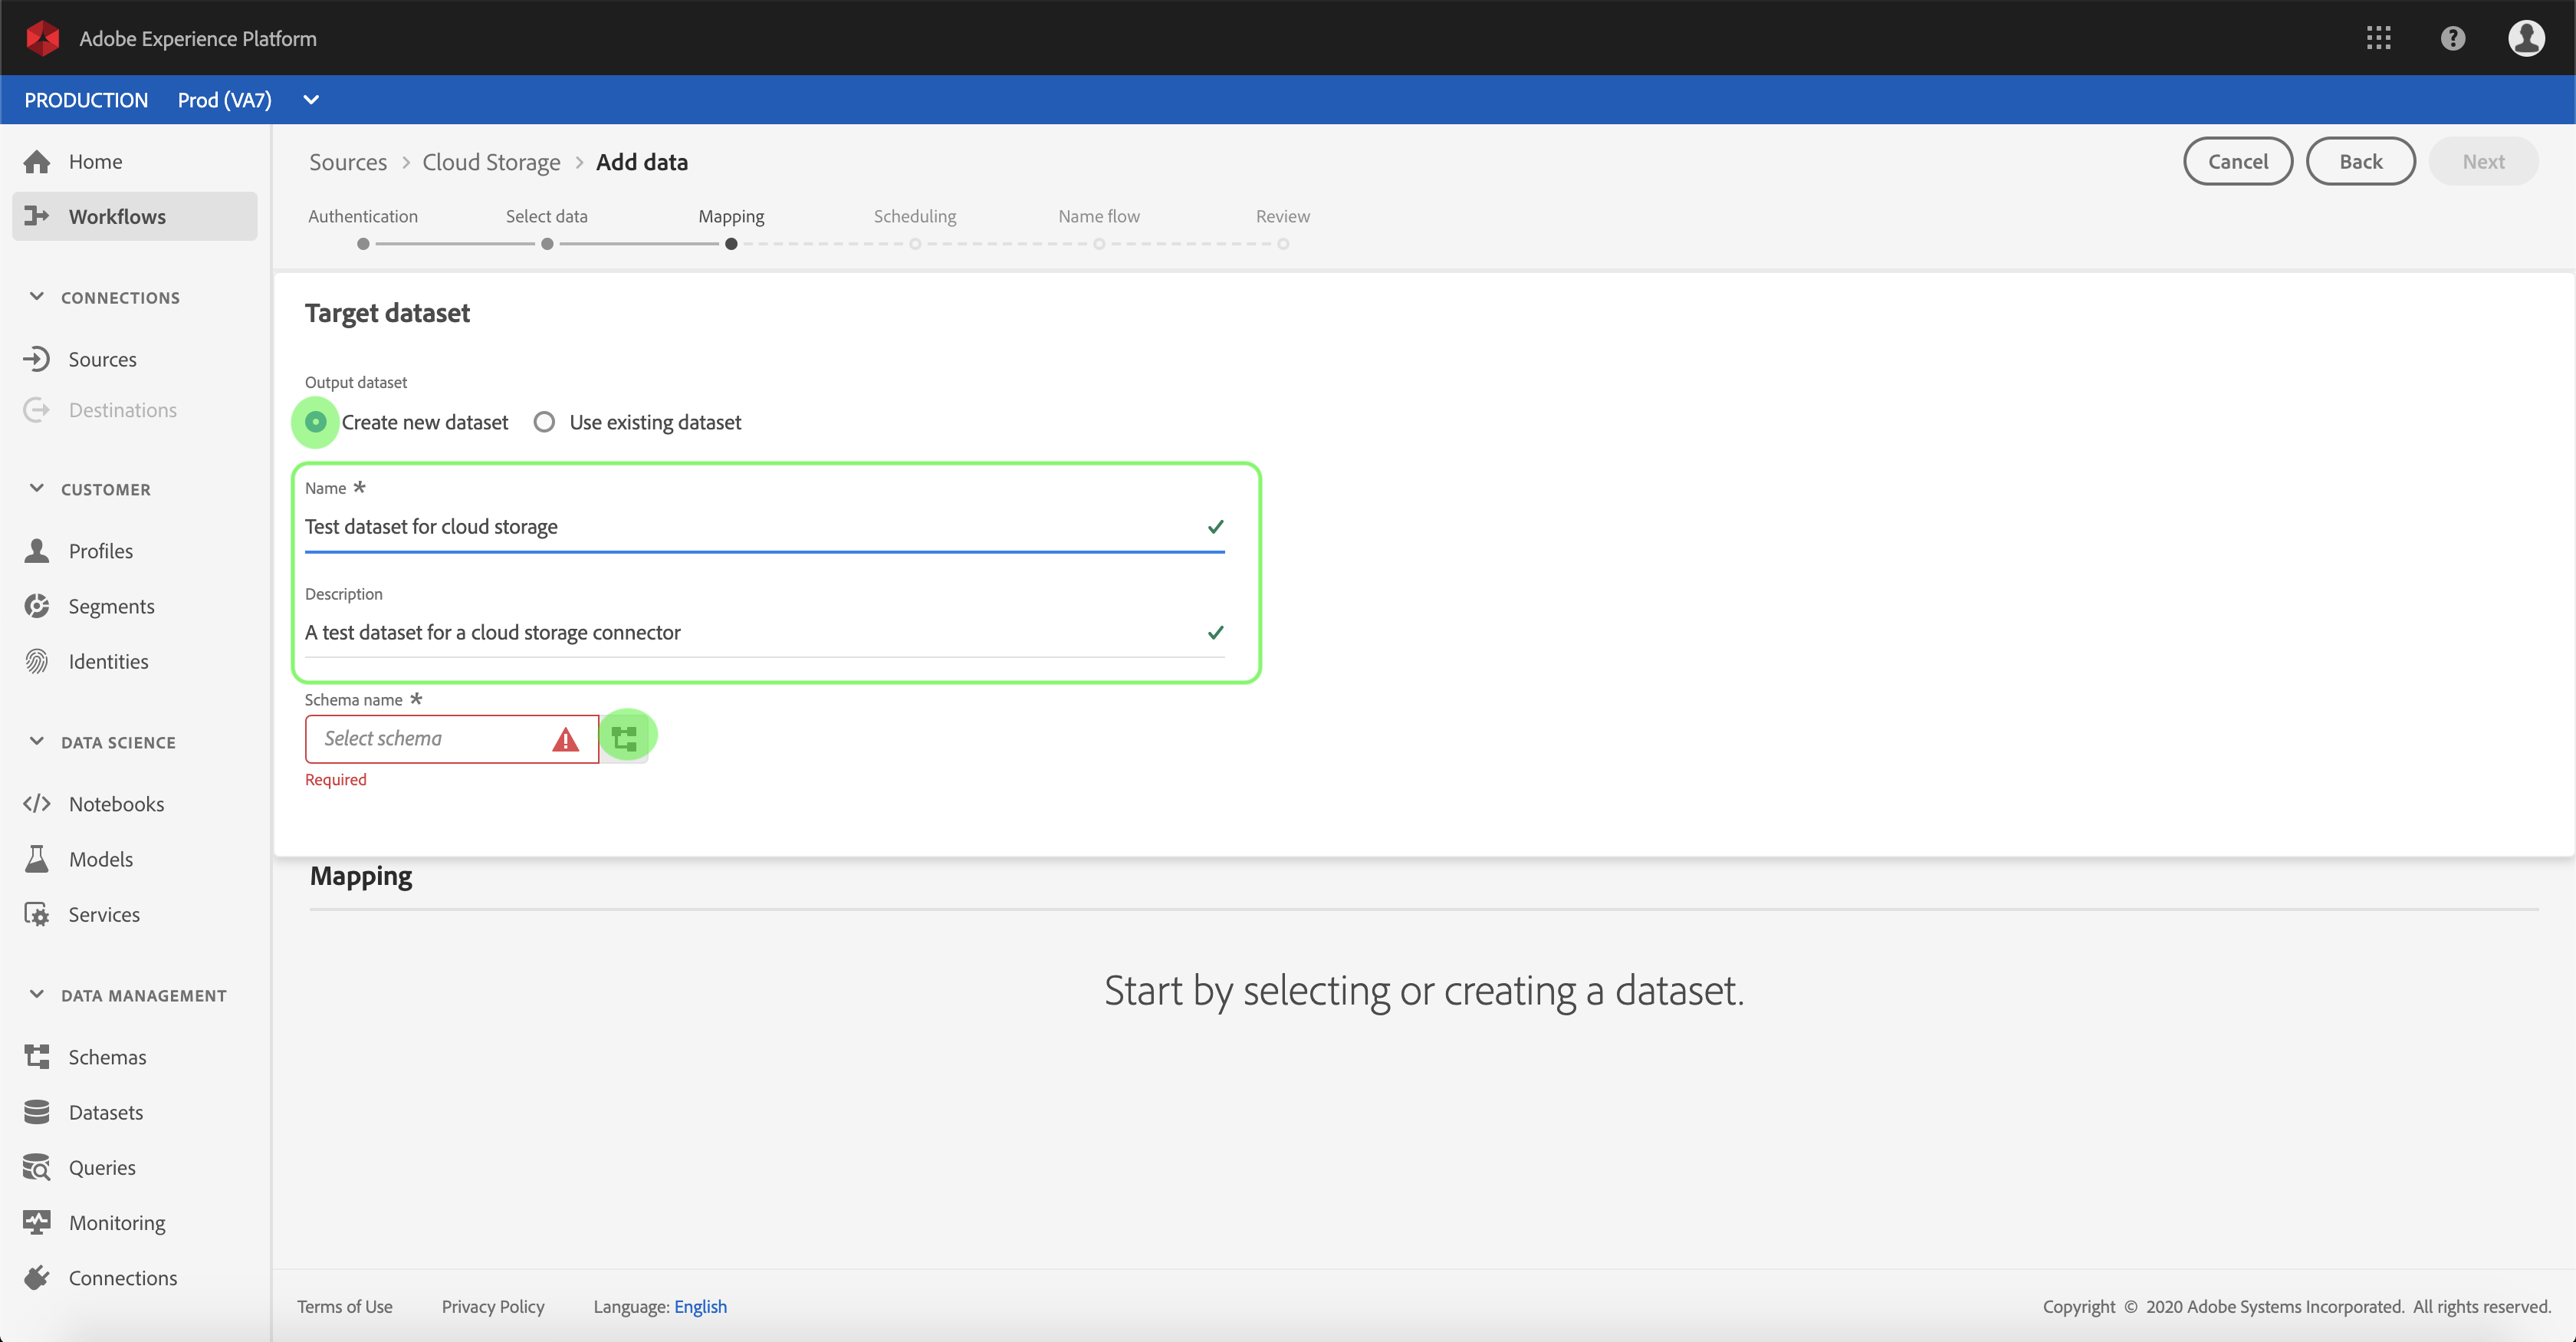 Adobe Experience Platform
PRODUCTION Prod (VA7)
Home
Workflows
CONNECTIONS
Sources
Destinations
CUSTOMER
Profiles
Segments
Identities
DATA SCIENCE
Notebooks
Models
Services
DATA MANAGEMENT
Schemas
Datasets
Queries
Monitoring
Connections
Sources > Cloud Storage > Add data
Cancel Back Next
Authentication Select data Mapping Scheduling Name flow Review
Target dataset
Output dataset
Create new dataset Use existing dataset
Name *
Test dataset for cloud storage
Description
A test dataset for a cloud storage connector
Schema name *
Select schema
Required
Mapping
Start by selecting or creating a dataset.
Terms of Use Privacy Policy Language: English Copyright © 2020 Adobe Systems Incorporated. All rights reserved.